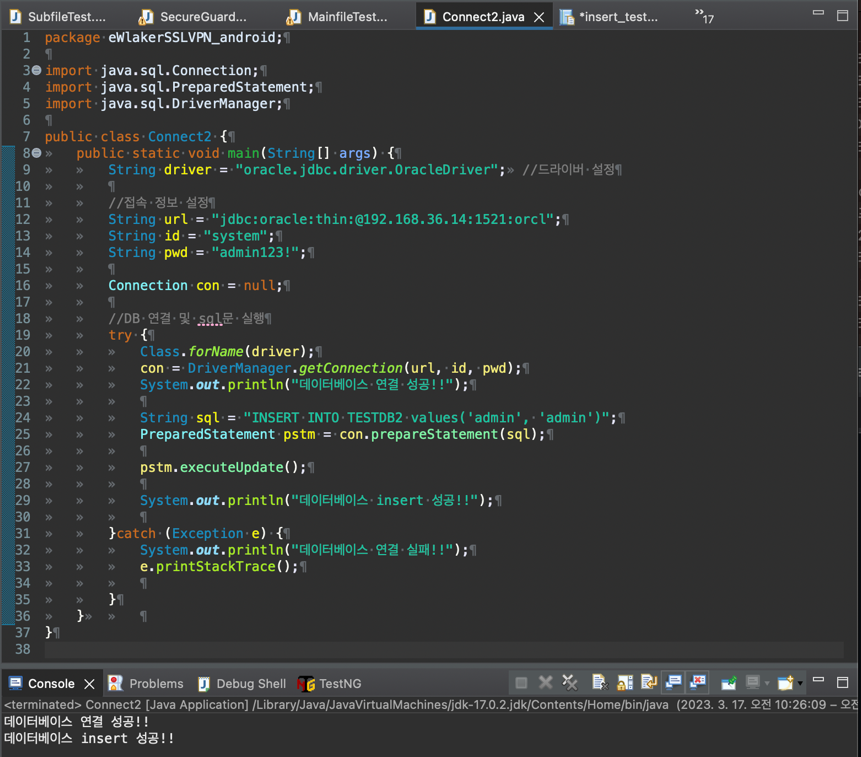 SubfileTest.... SecureGuard... MainfileTest... Connect2.java *insert_test... »17
1 package eWlakerSSLVPN_android;
2
3 import java.sql.Connection;
4 import java.sql.PreparedStatement;
5 import java.sql.DriverManager;
6
7 public class Connect2 {
8 public static void main(String[] args) {
9 String driver = "oracle.jdbc.driver.OracleDriver"; //드라이버 설정
10
11 //접속 정보 설정
12 String url = "jdbc:oracle:thin:@192.168.36.14:1521:orcl";
13 String id = "system";
14 String pwd = "admin123!";
15
16 Connection con = null;
17
18 //DB 연결 및 sql문 실행
19 try {
20 Class.forName(driver);
21 con = DriverManager.getConnection(url, id, pwd);
22 System.out.println("데이터베이스 연결 성공!!");
23
24 String sql = "INSERT INTO TESTDB2 values('admin', 'admin')";
25 PreparedStatement pstm = con.prepareStatement(sql);
26
27 pstm.executeUpdate();
28
29 System.out.println("데이터베이스 insert 성공!!");
30
31 }catch (Exception e) {
32 System.out.println("데이터베이스 연결 실패!!");
33 e.printStackTrace();
34
35 }
36 }
37 }
38
Console Problems Debug Shell TestNG
<terminated> Connect2 [Java Application] /Library/Java/JavaVirtualMachines/jdk-17.0.2.jdk/Contents/Home/bin/java (2023. 3. 17. 오전 10:26:09 – 오전
데이터베이스 연결 성공!!
데이터베이스 insert 성공!!